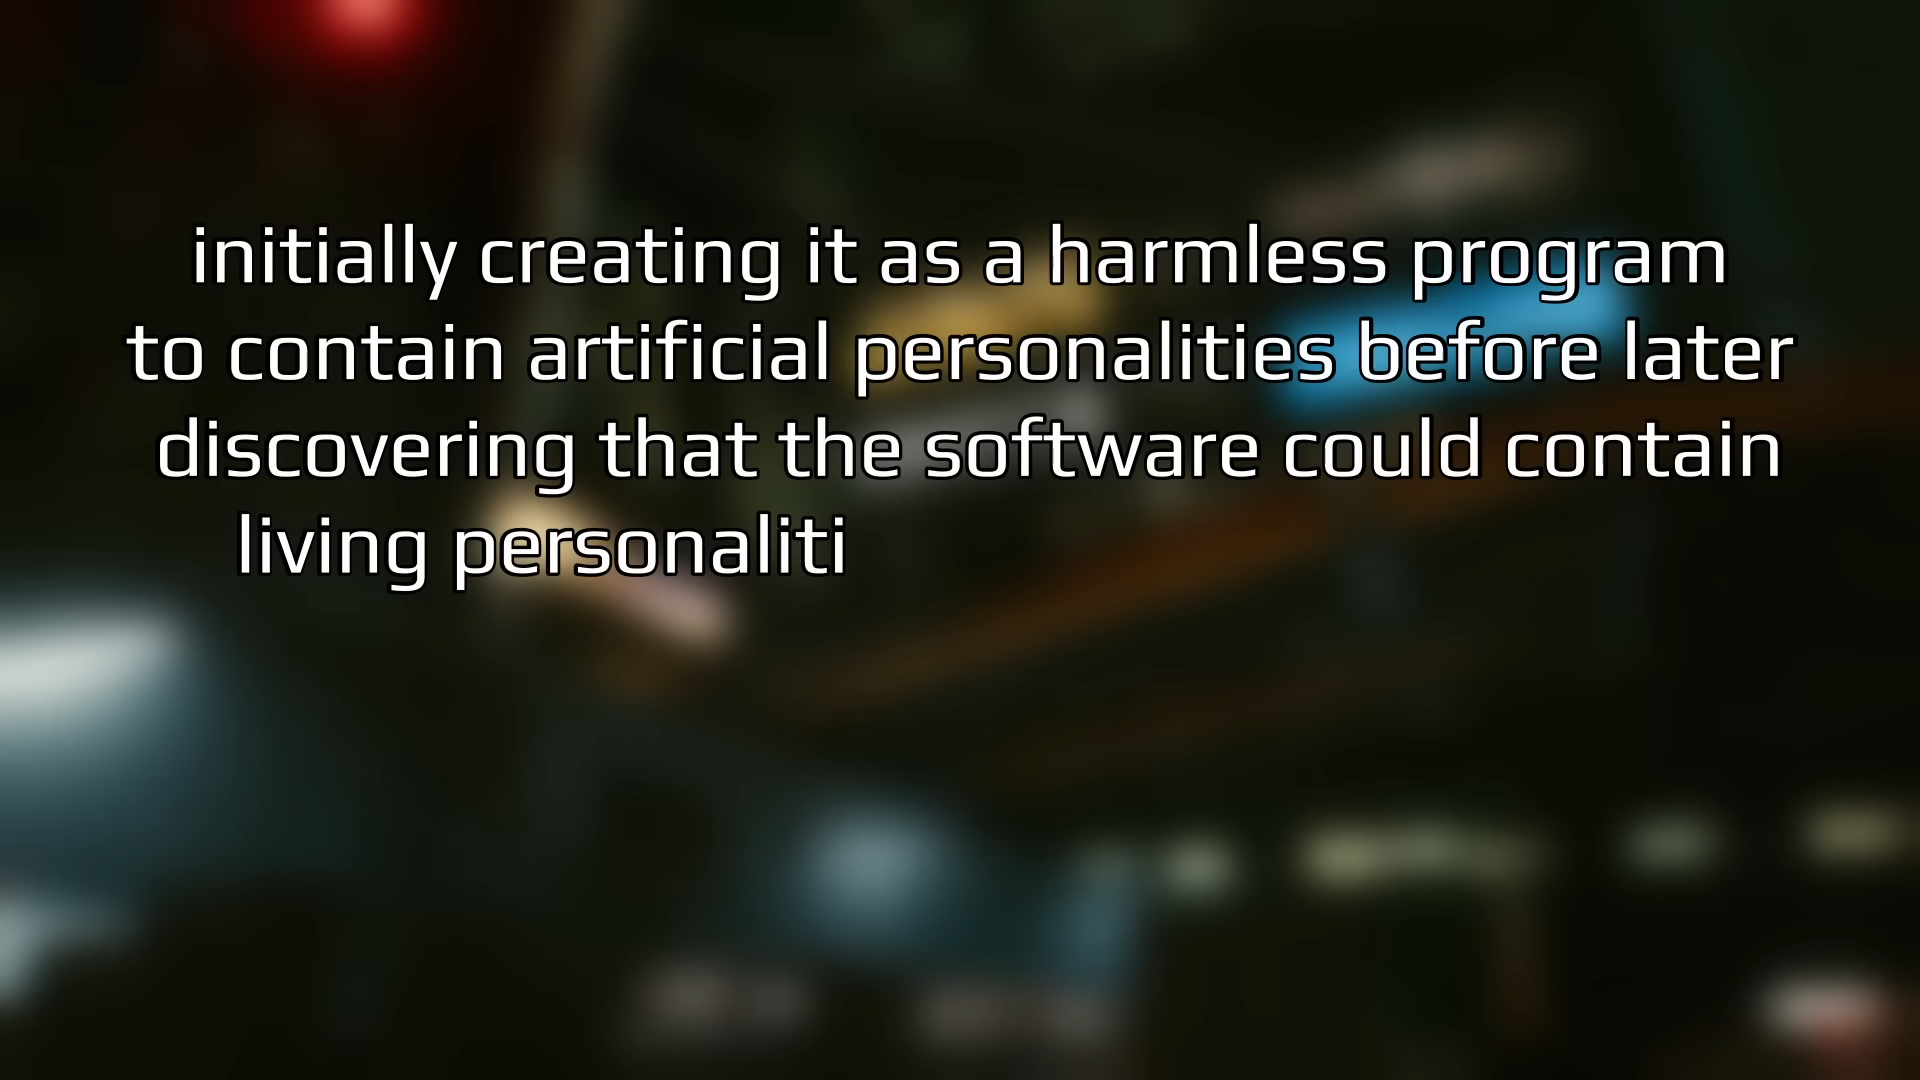 initially creating it as a harmless program
to contain artificial personalities before later
discovering that the software could contain
living personaliti